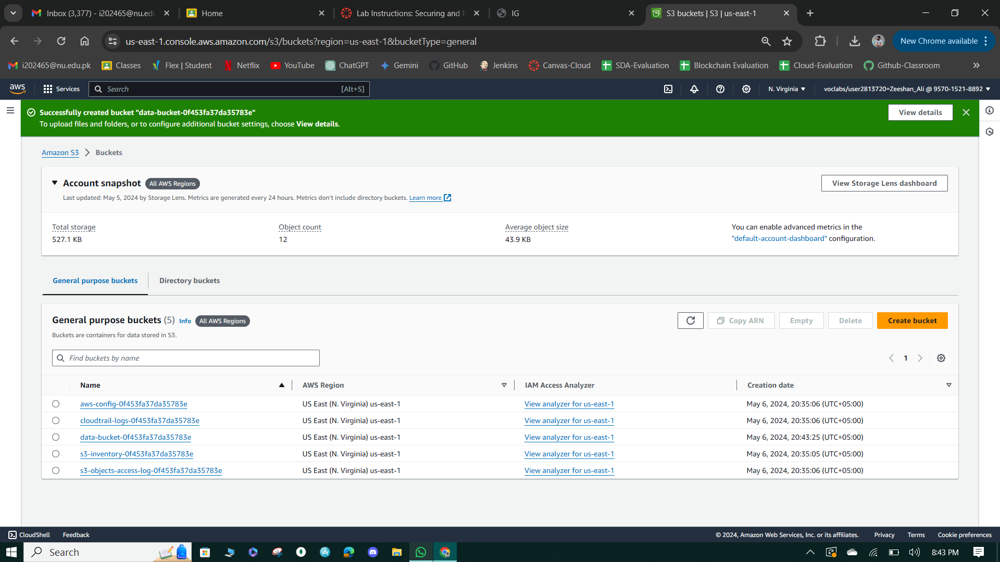 Inbox (3,377) - i202465@nu.edu
Home
Lab Instructions: Securing and M
IG
S3 buckets | S3 | us-east-1
us-east-1.console.aws.amazon.com/s3/buckets?region=us-east-1&bucketType=general
New Chrome available
i202465@nu.edu.pk
Classes
Flex | Student
Netflix
YouTube
ChatGPT
Gemini
GitHub
Jenkins
Canvas-Cloud
SDA-Evaluation
Blockchain Evaluation
Cloud-Evaluation
Github-Classroom
aws
Services
Search
[Alt+S]
N. Virginia
voclabs/user2813720=Zeeshan_Ali @ 9570-1521-8892
Successfully created bucket "data-bucket-0f453fa37da35783e"
To upload files and folders, or to configure additional bucket settings, choose View details.
View details
Amazon S3 > Buckets
Account snapshot
All AWS Regions
View Storage Lens dashboard
Last updated: May 5, 2024 by Storage Lens. Metrics are generated every 24 hours. Metrics don't include directory buckets. Learn more
Total storage
527.1 KB
Object count
12
Average object size
43.9 KB
You can enable advanced metrics in the
"default-account-dashboard" configuration.
General purpose buckets
Directory buckets
General purpose buckets (5) Info
All AWS Regions
Copy ARN
Empty
Delete
Create bucket
Buckets are containers for data stored in S3.
Find buckets by name
1
Name AWS Region IAM Access Analyzer Creation date
aws-config-0f453fa37da35783e US East (N. Virginia) us-east-1 View analyzer for us-east-1 May 6, 2024, 20:35:06 (UTC+05:00)
cloudtrail-logs-0f453fa37da35783e US East (N. Virginia) us-east-1 View analyzer for us-east-1 May 6, 2024, 20:35:06 (UTC+05:00)
data-bucket-0f453fa37da35783e US East (N. Virginia) us-east-1 View analyzer for us-east-1 May 6, 2024, 20:43:25 (UTC+05:00)
s3-inventory-0f453fa37da35783e US East (N. Virginia) us-east-1 View analyzer for us-east-1 May 6, 2024, 20:35:05 (UTC+05:00)
s3-objects-access-log-0f453fa37da35783e US East (N. Virginia) us-east-1 View analyzer for us-east-1 May 6, 2024, 20:35:06 (UTC+05:00)
CloudShell
Feedback
© 2024, Amazon Web Services, Inc. or its affiliates.
Privacy
Terms
Cookie preferences
Search
8:43 PM